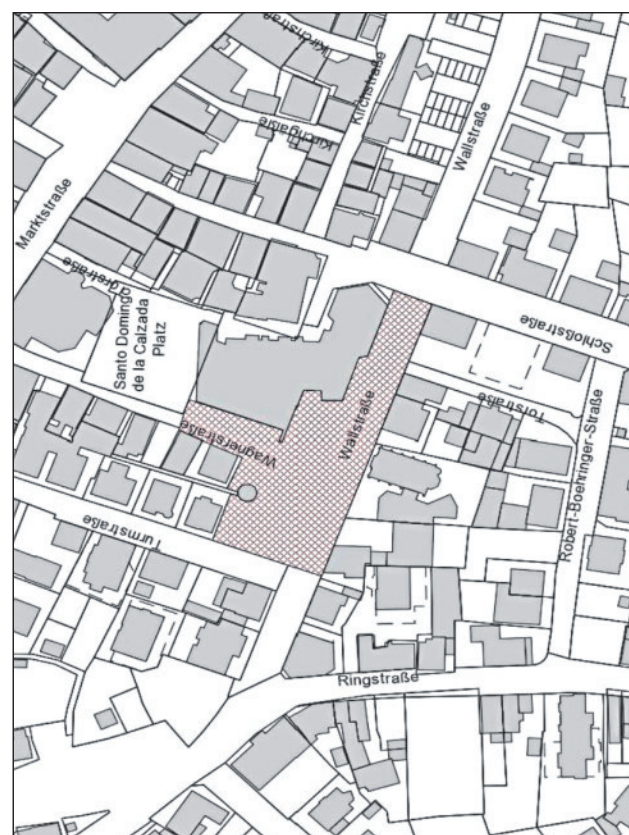 Kirchstraße
Kirchstraße
Kirchgaße
Wallstraße
Marktstraße
Santo Domingo
de la Calzada
Platz
Schloßstraße
Torstraße
Wagnerstraße
Wallstraße
Robert-Boehringer-Straße
Turmstraße
Ringstraße